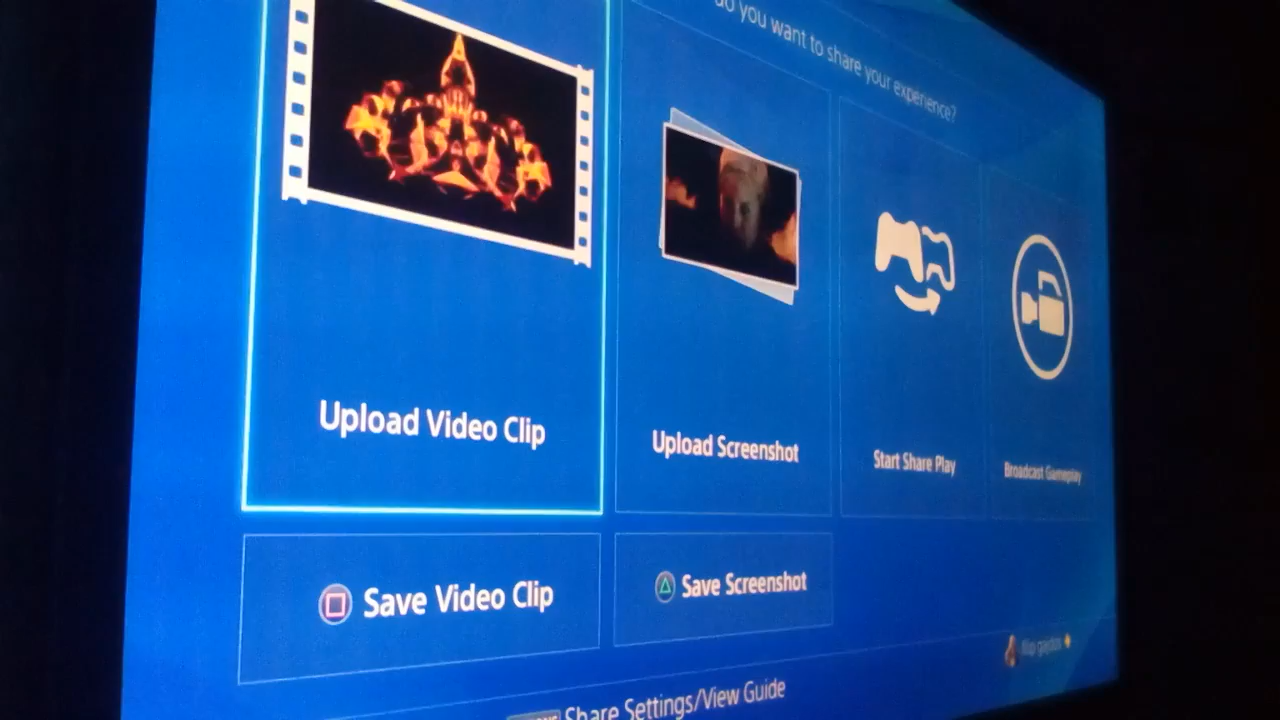 do you want to share your experience?
Upload Video Clip
Upload Screenshot
Start Share Play
Broadcast Gameplay
Save Video Clip
Save Screenshot
Share Settings/View Guide